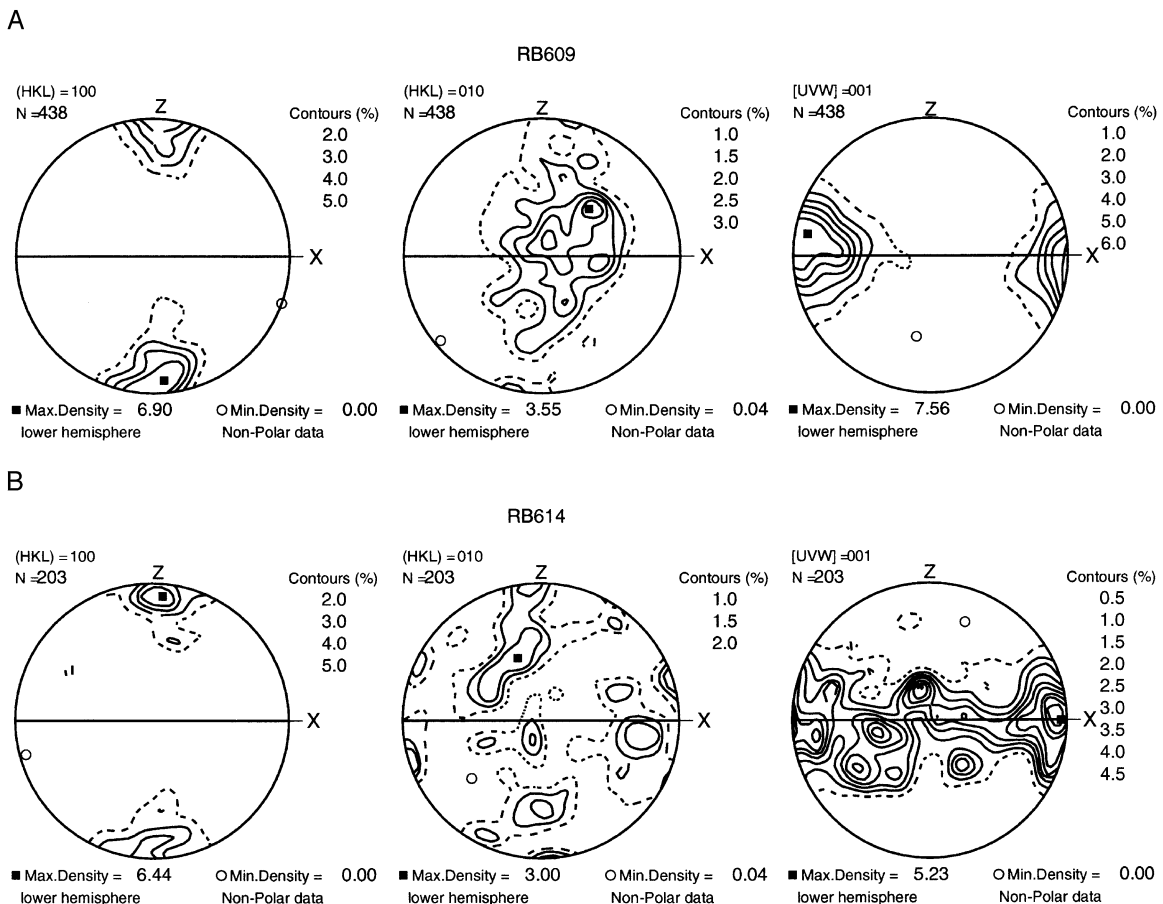 A
RB609
(HKL) = 100
N =438
Z
Contours (%)
2.0
3.0
4.0
5.0
X
■ Max.Density = 6.90 ○ Min.Density = 0.00
lower hemisphere Non-Polar data
(HKL) = 010
N =438
Z
Contours (%)
1.0
1.5
2.0
2.5
3.0
X
■ Max.Density = 3.55 ○ Min.Density = 0.04
lower hemisphere Non-Polar data
[UVW] =001
N =438
Z
Contours (%)
1.0
2.0
3.0
4.0
5.0
6.0
X
■ Max.Density = 7.56 ○ Min.Density = 0.00
lower hemisphere Non-Polar data
B
RB614
(HKL) = 100
N =203
Z
Contours (%)
2.0
3.0
4.0
5.0
X
■ Max.Density = 6.44 ○ Min.Density = 0.00
lower hemisphere Non-Polar data
(HKL) = 010
N =203
Z
Contours (%)
1.0
1.5
2.0
X
■ Max.Density = 3.00 ○ Min.Density = 0.04
lower hemisphere Non-Polar data
[UVW] =001
N =203
Z
Contours (%)
0.5
1.0
1.5
2.0
2.5
3.0
3.5
4.0
4.5
X
■ Max.Density = 5.23 ○ Min.Density = 0.00
lower hemisphere Non-Polar data